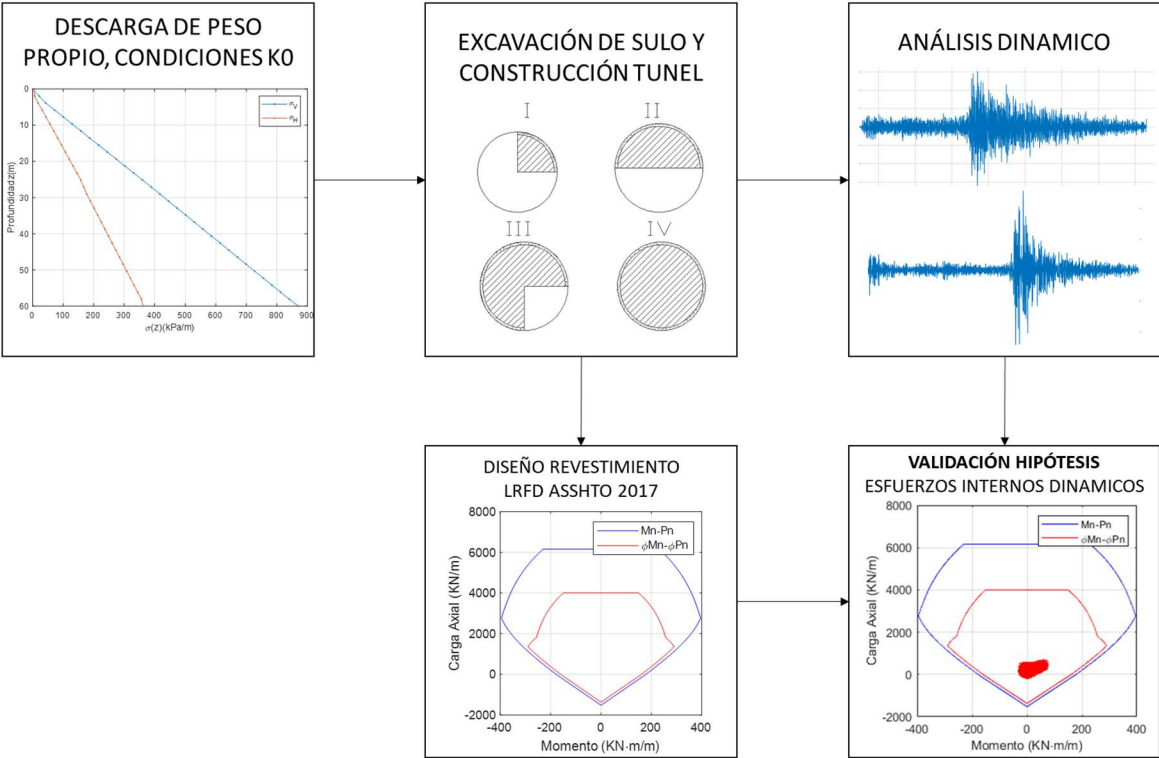 DESCARGA DE PESO
PROPIO, CONDICIONES K0
0
10
20
30
40
50
60
Profundidadz(m)
σV
σH
0 100 200 300 400 500 600 700 800 900
σ(z)(kPa/m)
EXCAVACIÓN DE SULO Y
CONSTRUCCIÓN TUNEL
I II
III IV
ANÁLISIS DINAMICO
DISEÑO REVESTIMIENTO
LRFD ASSHTO 2017
8000
6000
4000
2000
0
-2000
Carga Axial (KN/m)
Mn-Pn
ϕMn-ϕPn
-400 -200 0 200 400
Momento (KN·m/m)
VALIDACIÓN HIPÓTESIS
ESFUERZOS INTERNOS DINAMICOS
8000
6000
4000
2000
0
-2000
Carga Axial (KN/m)
Mn-Pn
ϕMn-ϕPn
-400 -200 0 200 400
Momento (KN·m/m)